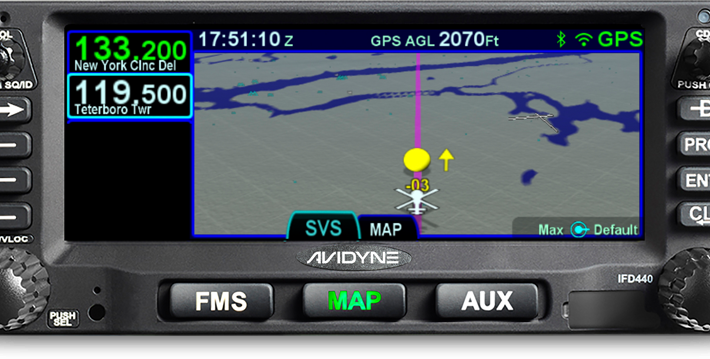 133.200
New York Clnc Del
119.500
Teterboro Twr
17:51:10 Z
GPS AGL 2070Ft
GPS
-03
SVS
MAP
Max
Default
AVIDYNE
IFD440
FMS
MAP
AUX
PUSH
SEL
SQ/ID
VLOC
PUSH
PRO
ENT
CL